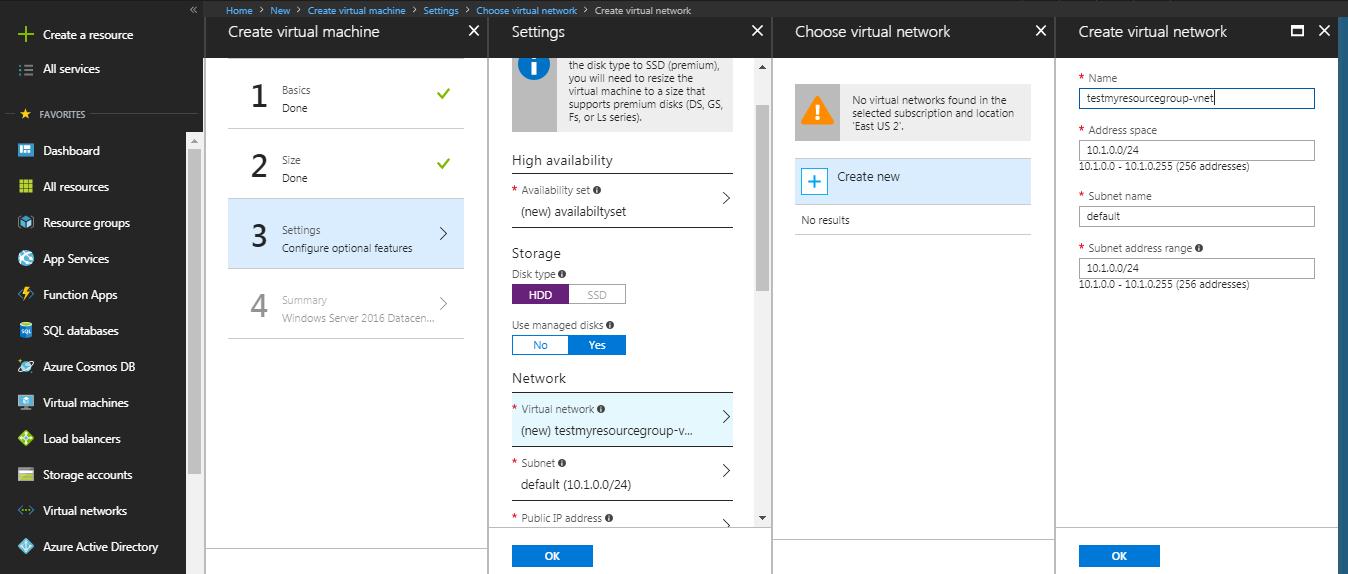 Home > New > Create virtual machine > Settings > Choose virtual network > Create virtual network
Create a resource
All services
FAVORITES
Dashboard
All resources
Resource groups
App Services
Function Apps
SQL databases
Azure Cosmos DB
Virtual machines
Load balancers
Storage accounts
Virtual networks
Azure Active Directory
Create virtual machine
1
Basics
Done
2
Size
Done
3
Settings
Configure optional features
4
Summary
Windows Server 2016 Datacen...
Settings
the disk type to SSD (premium),
you will need to resize the
virtual machine to a size that
supports premium disks (DS, GS,
Fs, or Ls series).
High availability
* Availability set
(new) availabiltyset
Storage
Disk type
HDD SSD
Use managed disks
No Yes
Network
* Virtual network
(new) testmyresourcegroup-v...
* Subnet
default (10.1.0.0/24)
* Public IP address
OK
Choose virtual network
No virtual networks found in the
selected subscription and location
'East US 2'.
Create new
No results
Create virtual network
* Name
testmyresourcegroup-vnet
* Address space
10.1.0.0/24
10.1.0.0 - 10.1.0.255 (256 addresses)
* Subnet name
default
* Subnet address range
10.1.0.0/24
10.1.0.0 - 10.1.0.255 (256 addresses)
OK